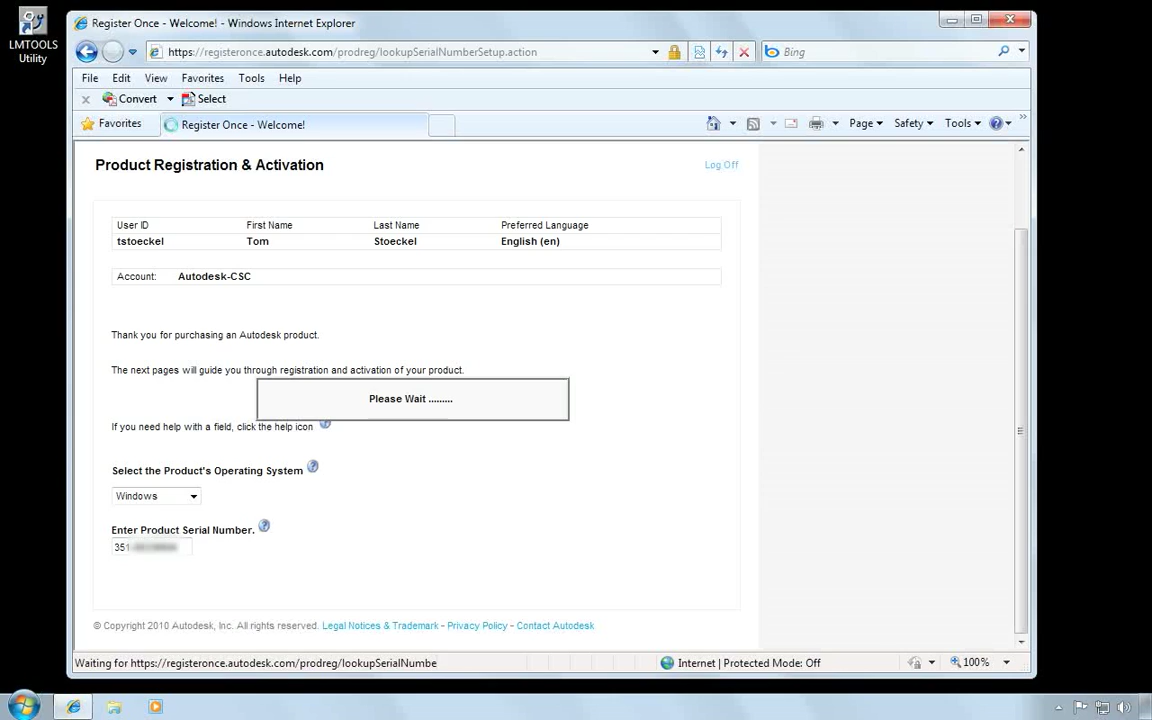 LMTOOLS
Utility
Register Once - Welcome! - Windows Internet Explorer
https://registeronce.autodesk.com/prodreg/lookupSerialNumberSetup.action
Bing
File Edit View Favorites Tools Help
x Convert Select
Favorites Register Once - Welcome! Page Safety Tools
Product Registration & Activation Log Off
User ID First Name Last Name Preferred Language
tstoeckel Tom Stoeckel English (en)
Account: Autodesk-CSC
Thank you for purchasing an Autodesk product.
The next pages will guide you through registration and activation of your product.
Please Wait .........
If you need help with a field, click the help icon
Select the Product's Operating System
Windows
Enter Product Serial Number.
351
© Copyright 2010 Autodesk, Inc. All rights reserved. Legal Notices & Trademark - Privacy Policy - Contact Autodesk
Waiting for https://registeronce.autodesk.com/prodreg/lookupSerialNumbe Internet | Protected Mode: Off 100%